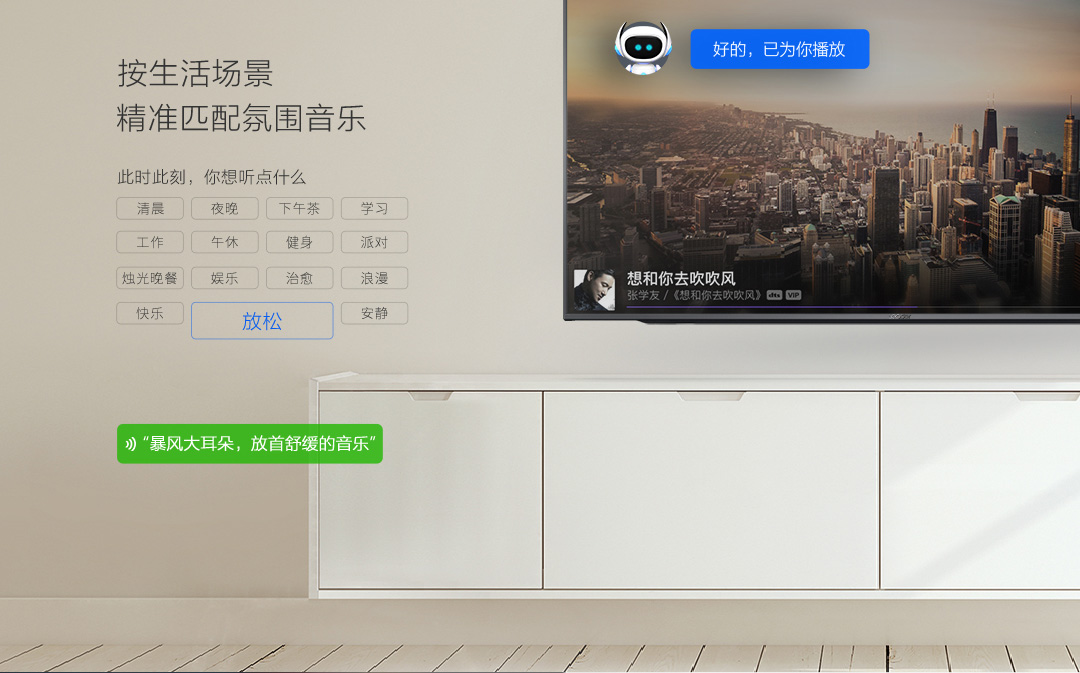 按生活场景
精准匹配氛围音乐
此时此刻，你想听点什么
清晨 夜晚 下午茶 学习
工作 午休 健身 派对
烛光晚餐 娱乐 治愈 浪漫
快乐 放松 安静
“暴风大耳朵，放首舒缓的音乐”
好的，已为你播放
想和你去吹吹风
张学友 /《想和你去吹吹风》 dts VIP